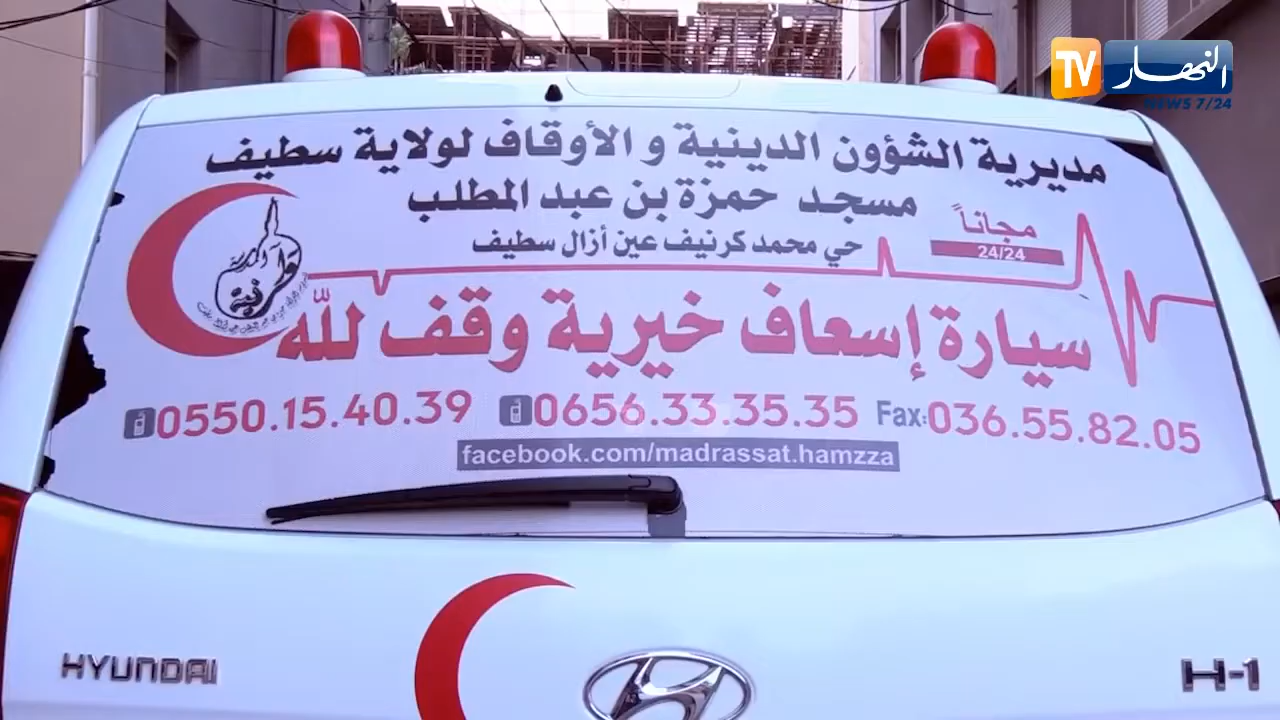 النهار TV
NEWS 7/24
مديرية الشؤون الدينية و الأوقاف لولاية سطيف
مسجد حمزة بن عبد المطلب
مجاناً
24/24
حي محمد كرنيف عين أزال سطيف
سيارة إسعاف خيرية وقف لله
0550.15.40.39 0656.33.35.35 Fax:036.55.82.05
facebook.com/madrassat.hamzza
HYUNDAI H-1